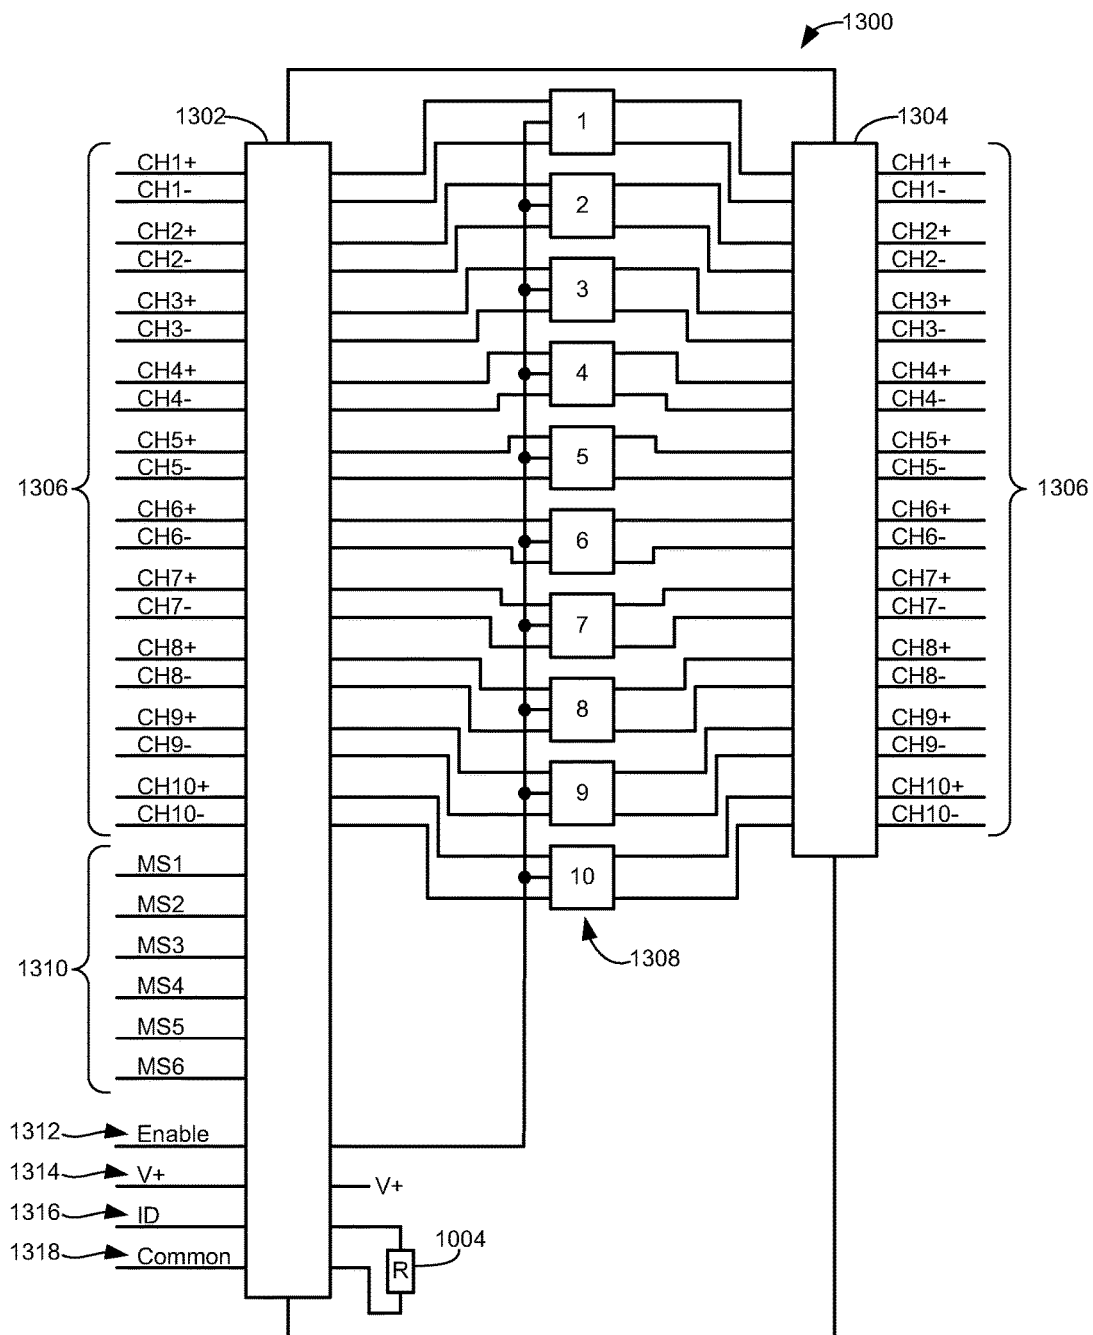 1300
1302
1304
1
CH1+
CH1+
CH1-
CH1-
2
CH2+
CH2+
CH2-
CH2-
3
CH3+
CH3+
CH3-
CH3-
4
CH4+
CH4+
CH4-
CH4-
5
CH5+
CH5+
CH5-
CH5-
1306
1306
CH6+
CH6+
CH6-
6
CH6-
CH7+
CH7+
CH7-
7
CH7-
CH8+
CH8+
CH8-
8
CH8-
CH9+
CH9+
CH9-
9
CH9-
CH10+
CH10+
CH10-
CH10-
MS1
10
MS2
MS3
1308
1310
MS4
MS5
MS6
1312
Enable
1314
V+
V+
1316
ID
1004
1318
Common
R